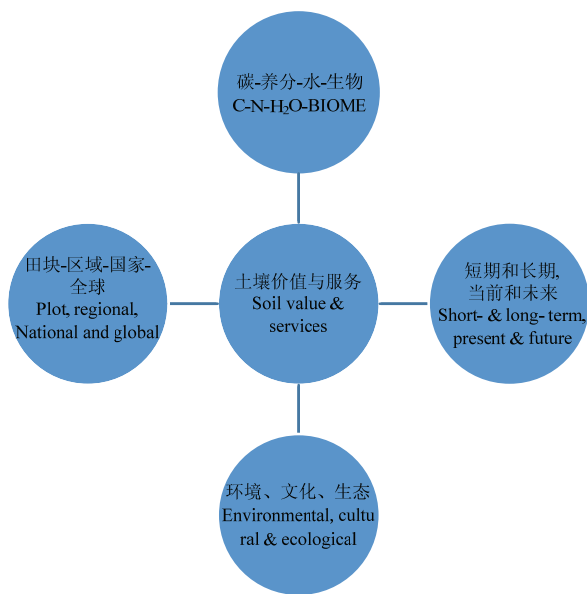 碳-养分-水-生物
C-N-H₂O-BIOME
田块-区域-国家-
全球
Plot, regional,
National and global
土壤价值与服务
Soil value &
services
短期和长期,
当前和未来
Short- & long- term,
present & future
环境、文化、生态
Environmental, cultu
ral & ecological